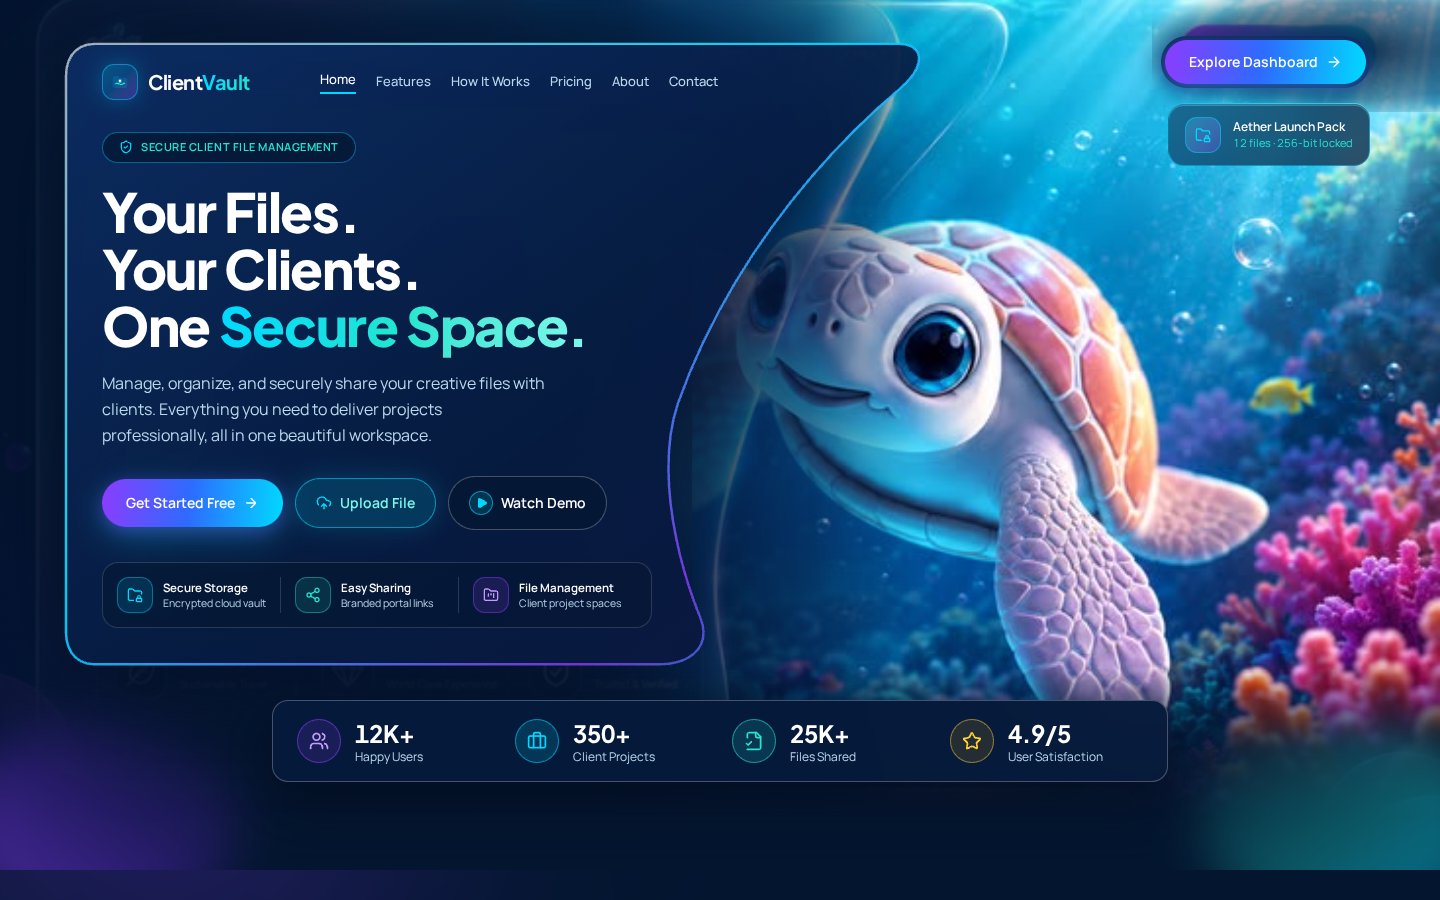 ClientVault
Home
Features
How It Works
Pricing
About
Contact
Explore Dashboard
Aether Launch Pack
12 files · 256-bit locked
SECURE CLIENT FILE MANAGEMENT
Your Files.
Your Clients.
One Secure Space.
Manage, organize, and securely share your creative files with
clients. Everything you need to deliver projects
professionally, all in one beautiful workspace.
Get Started Free
Upload File
Watch Demo
Secure Storage
Encrypted cloud vault
Easy Sharing
Branded portal links
File Management
Client project spaces
12K+
Happy Users
350+
Client Projects
25K+
Files Shared
4.9/5
User Satisfaction